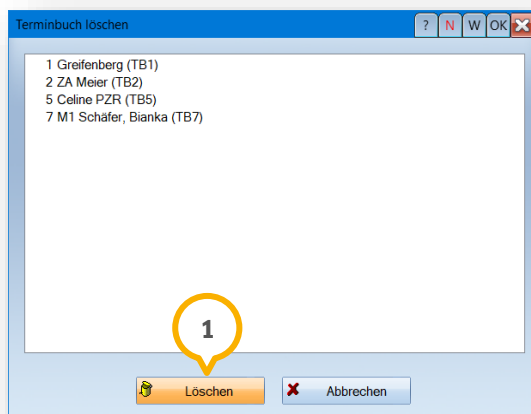 Terminbuch löschen ? N W OK
1 Greifenberg (TB1)
2 ZA Meier (TB2)
5 Celine PZR (TB5)
7 M1 Schäfer, Bianka (TB7)
1
Löschen Abbrechen